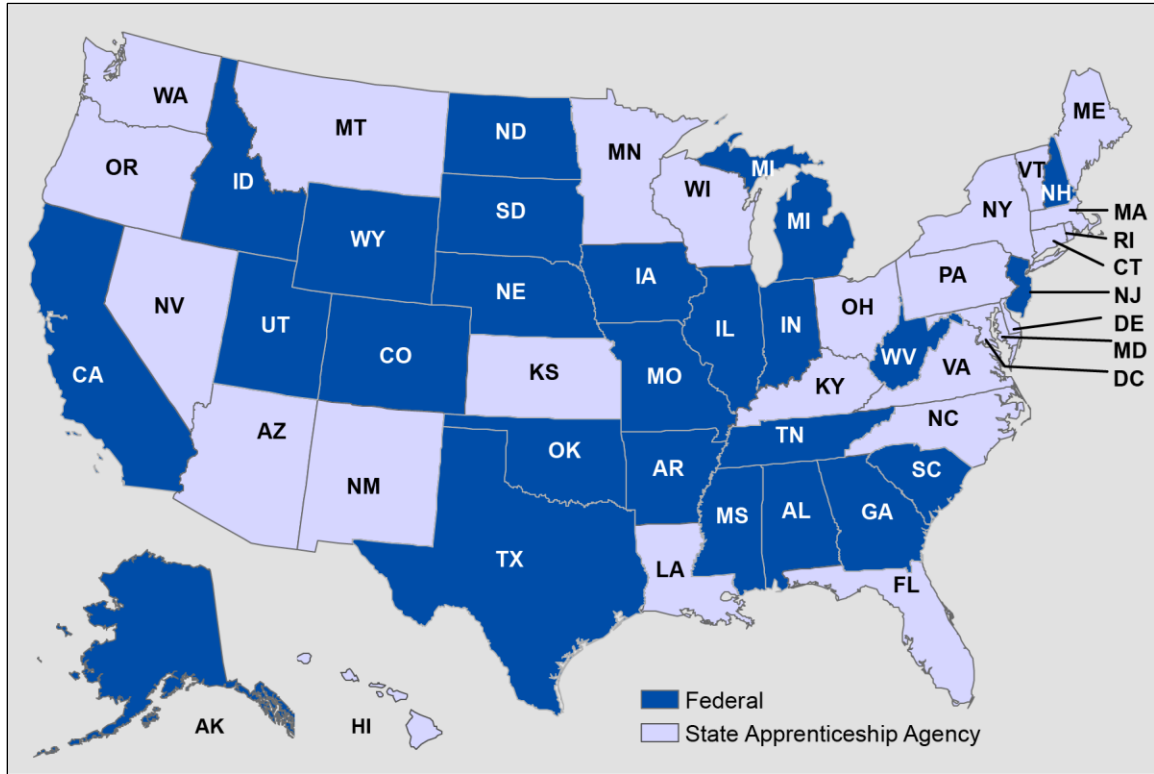 WA
MT
ND
MN
ME
OR
ID
SD
WI
MI
MI
VT
NH
NY
MA
WY
RI
CT
IA
PA
NE
NJ
NV
UT
CO
IL
IN
OH
DE
MD
DC
CA
KS
MO
WV
VA
KY
AZ
NM
OK
AR
TN
NC
SC
MS
AL
GA
TX
LA
FL
AK
HI
Federal
State Apprenticeship Agency